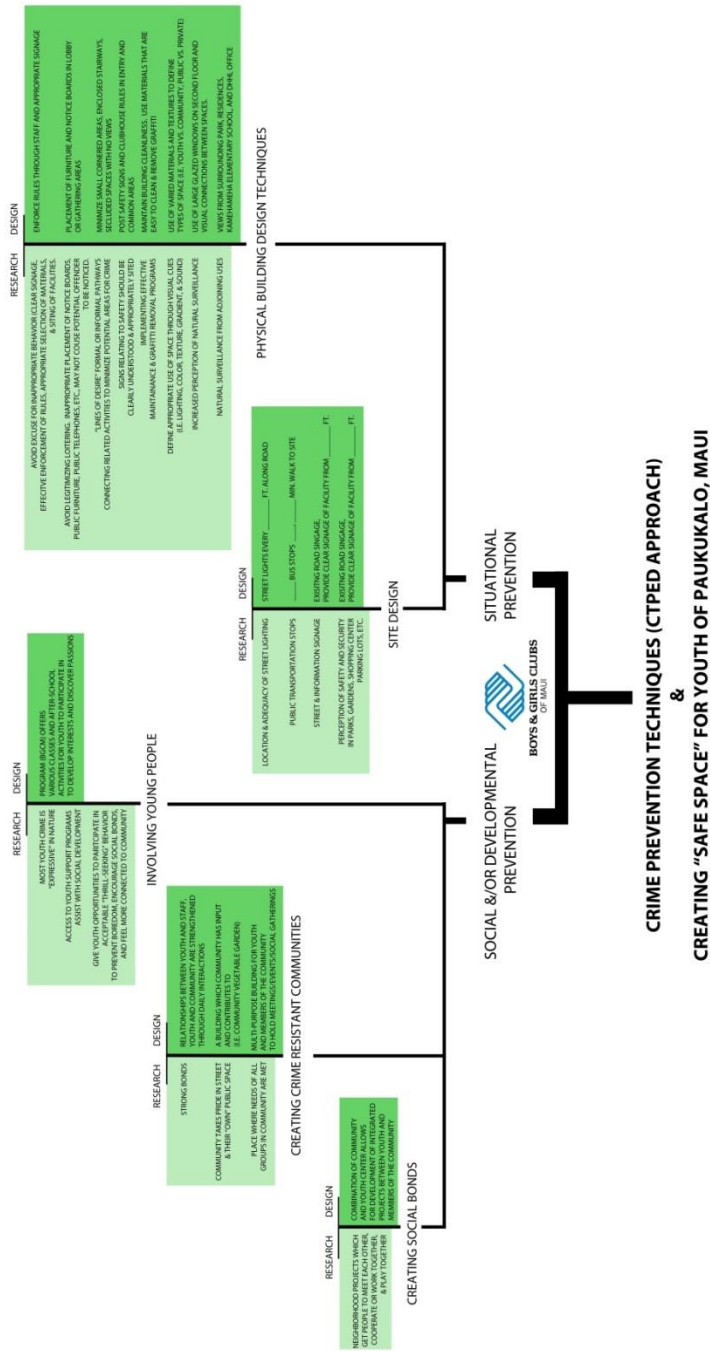 RESEARCH
DESIGN
NEIGHBORHOOD PROJECTS WHICH
GET PEOPLE TO MEET EACH OTHER,
COOPERATE OR WORK TOGETHER,
& PLAY TOGETHER
COMBINATION OF COMMUNITY
AND YOUTH CENTER ALLOWS
FOR DEVELOPMENT OF INTEGRATED
PROJECTS BETWEEN YOUTH AND
MEMBERS OF THE COMMUNITY
CREATING SOCIAL BONDS
RESEARCH
DESIGN
STRONG BONDS
RELATIONSHIPS BETWEEN YOUTH AND STAFF,
YOUTH AND COMMUNITY ARE STRENGTHENED
THROUGH DAILY INTERACTIONS
COMMUNITY TAKES PRIDE IN STREET
& THEIR "OWN" PUBLIC SPACE
A BUILDING WHICH COMMUNITY HAS INPUT
AND CONTRIBUTES TO
(I.E. COMMUNITY VEGETABLE GARDEN)
PLACE WHERE NEEDS OF ALL
GROUPS IN COMMUNITY ARE MET
MULTI-PURPOSE BUILDING FOR YOUTH
AND MEMBERS OF THE COMMUNITY
TO HOLD MEETINGS/EVENTS/SOCIAL GATHERINGS
CREATING CRIME RESISTANT COMMUNITIES
RESEARCH
DESIGN
MOST YOUTH CRIME IS
"EXPRESSIVE" IN NATURE
ACCESS TO YOUTH SUPPORT PROGRAMS
ASSIST WITH SOCIAL DEVELOPMENT
GIVE YOUTH OPPORTUNITIES TO PARITCPATE IN
ACCEPTABLE "THRILL-SEEKING" BEHAVIOR
TO PREVENT BOREDOM, ENCOURAGE SOCIAL BONDS,
AND FEEL MORE CONNECTED TO COMMUNITY
PROGRAM (BGCM) OFFERS
VARIOUS CLASSES AND AFTER-SCHOOL
ACTIVITIES FOR YOUTH TO PARTICIPATE IN
TO DEVELOP INTERESTS AND DISCOVER PASSIONS
INVOLVING YOUNG PEOPLE
RESEARCH
DESIGN
LOCATION & ADEQUACY OF STREET LIGHTING
STREET LIGHTS EVERY ______ FT. ALONG ROAD
PUBLIC TRANSPORTATION STOPS
____ BUS STOPS ____, ____ MIN. WALK TO SITE
STREET & INFORMATION SIGNAGE
EXISITING ROAD SINGAGE,
PROVIDE CLEAR SIGNAGE OF FACILITY FROM ______ FT.
PERCEPTION OF SAFETY AND SECURITY
IN PARKS, GARDENS, SHOPPING CENTER
PARKING LOTS, ETC.
EXISITING ROAD SINGAGE,
PROVIDE CLEAR SIGNAGE OF FACILITY FROM ______ FT.
SITE DESIGN
RESEARCH
DESIGN
AVOID EXCUSE FOR INAPPROPRIATE BEHAVIOR (CLEAR SIGNAGE,
EFFECITVE ENFORCEMENT OF RULES, APPROPRIATE SELECTION OF MATERIALS,
& SITING OF FACILITIES.
ENFORCE RULES THROUGH STAFF AND APPROPRIATE SIGNAGE
AVOID LEGITIMIZING LOITERING. INAPPROPRIATE PLACEMENT OF NOTICE BOARDS,
PUBLIC FURNITURE, PUBLIC TELEPHONES, ETC., MAY NOT COUSE POTENTIAL OFFENDER
TO BE NOTICED.
PLACEMENT OF FURNITURE AND NOTICE BOARDS IN LOBBY
OR GATHERING AREAS
"LINES OF DESIRE" FORMAL OR INFORMAL PATHWAYS
CONNECTING RELATED ACTIVITIES TO MINIMIZE POTENTIAL AREAS FOR CRIME
MINIMIZE SMALL CORNERED AREAS, ENCLOSED STAIRWAYS,
SECLUDED SPACES WITH NO VIEWS
SIGNS RELATING TO SAFETY SHOULD BE
CLEARLY UNDERSTOOD & APPROPRIATELY SITED
POST SAFETY SIGNS AND CLUBHOUSE RULES IN ENTRY AND
COMMON AREAS
IMPLEMENTING EFFECTIVE
MAINTAINANCE & GRAFFITI REMOVAL PROGRAMS
MAINTAIN BUILDING CLEANLINESS. USE MATERIALS THAT ARE
EASY TO CLEAN & REMOVE GRAFFITI
DEFINE APPROPRIATE USE OF SPACE THROUGH VISUAL CUES
(I.E. LIGHTING, COLOR, TEXTURE, GRADIENT, & SOUND)
USE OF VARIED MATERIALS AND TEXTURES TO DEFINE
TYPES OF SPACE (I.E. YOUTH VS. COMMUNITY, PUBLIC VS. PRIVATE)
INCREASED PERCEPTION OF NATURAL SURVEILLANCE
USE OF LARGE GLAZED WINDOWS ON SECOND FLOOR AND
VISUAL CONNECTIONS BETWEEN SPACES.
NATURAL SURVEILLANCE FROM ADJOINING USES
VIEWS FROM SURROUNDING PARK, RESIDENCES,
KAMEHAMEHA ELEMENTARY SCHOOL, AND DHHL OFFICE
PHYSICAL BUILDING DESIGN TECHNIQUES
SOCIAL &/OR DEVELOPMENTAL
PREVENTION
BOYS & GIRLS CLUBS
OF MAUI
SITUATIONAL
PREVENTION
CRIME PREVENTION TECHNIQUES (CTPED APPROACH)
&
CREATING "SAFE SPACE" FOR YOUTH OF PAUKUKALO, MAUI